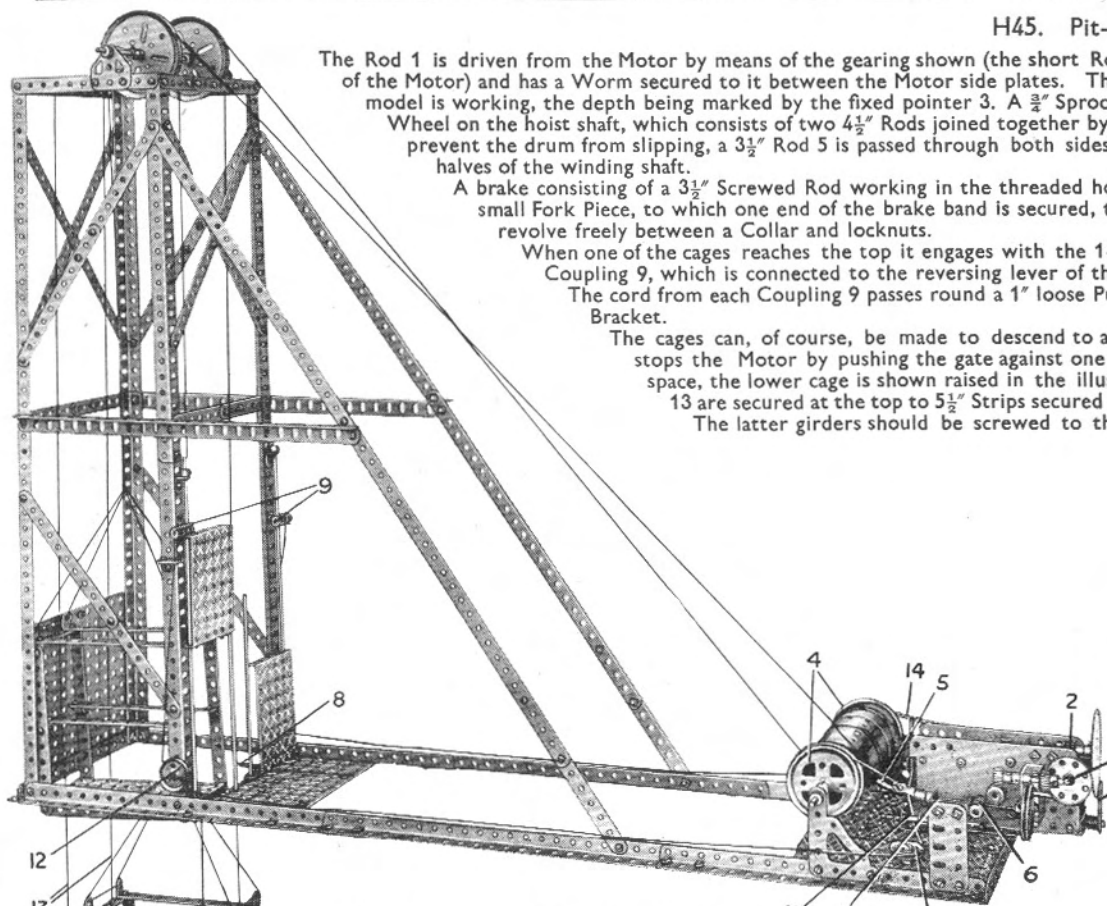 H45. Pit-
The Rod 1 is driven from the Motor by means of the gearing shown (the short Ro
of the Motor) and has a Worm secured to it between the Motor side plates. Th
model is working, the depth being marked by the fixed pointer 3. A ¾″ Sproc
Wheel on the hoist shaft, which consists of two 4½″ Rods joined together by
prevent the drum from slipping, a 3½″ Rod 5 is passed through both sides
halves of the winding shaft.
A brake consisting of a 3½″ Screwed Rod working in the threaded ho
small Fork Piece, to which one end of the brake band is secured, t
revolve freely between a Collar and locknuts.
When one of the cages reaches the top it engages with the 1
Coupling 9, which is connected to the reversing lever of th
The cord from each Coupling 9 passes round a 1″ loose P
Bracket.
The cages can, of course, be made to descend to a
stops the Motor by pushing the gate against one
space, the lower cage is shown raised in the illu
13 are secured at the top to 5½″ Strips secured
The latter girders should be screwed to th
9
4
14
5
2
8
12
6
13